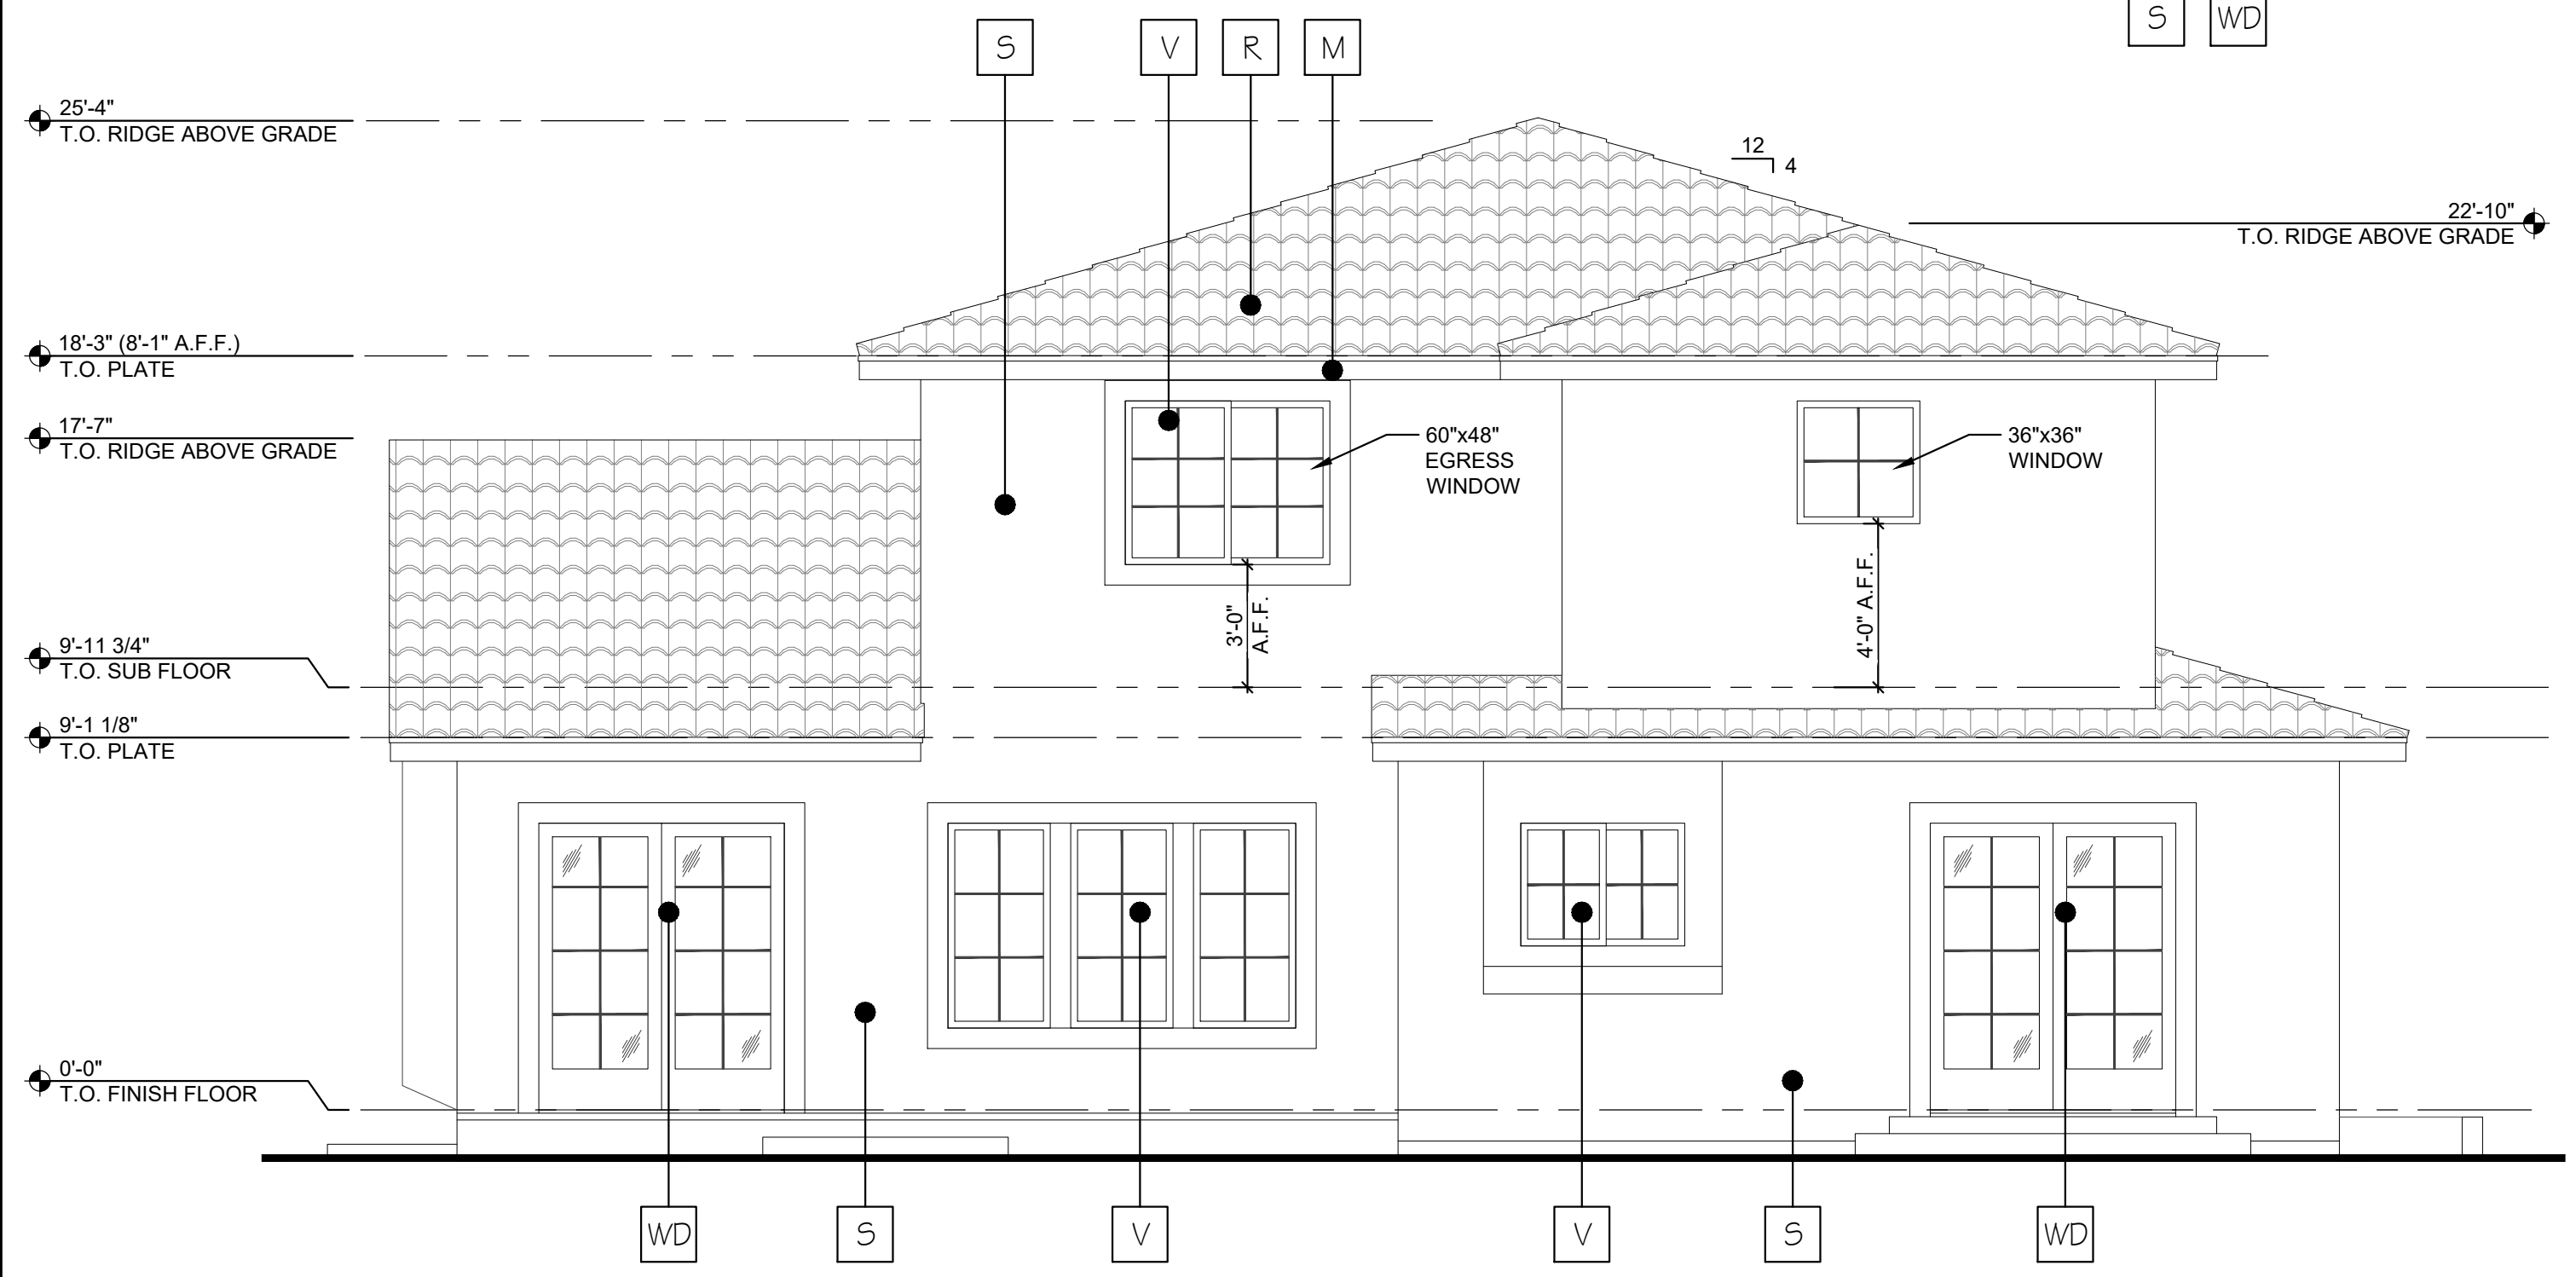 S WD
S V R M
25'-4"
T.O. RIDGE ABOVE GRADE
12
4
22'-10"
T.O. RIDGE ABOVE GRADE
18'-3" (8'-1" A.F.F.)
T.O. PLATE
17'-7"
T.O. RIDGE ABOVE GRADE
60"x48"
EGRESS
WINDOW
36"x36"
WINDOW
3'-0"
A.F.F.
4'-0" A.F.F.
9'-11 3/4"
T.O. SUB FLOOR
9'-1 1/8"
T.O. PLATE
0'-0"
T.O. FINISH FLOOR
WD S V V S WD